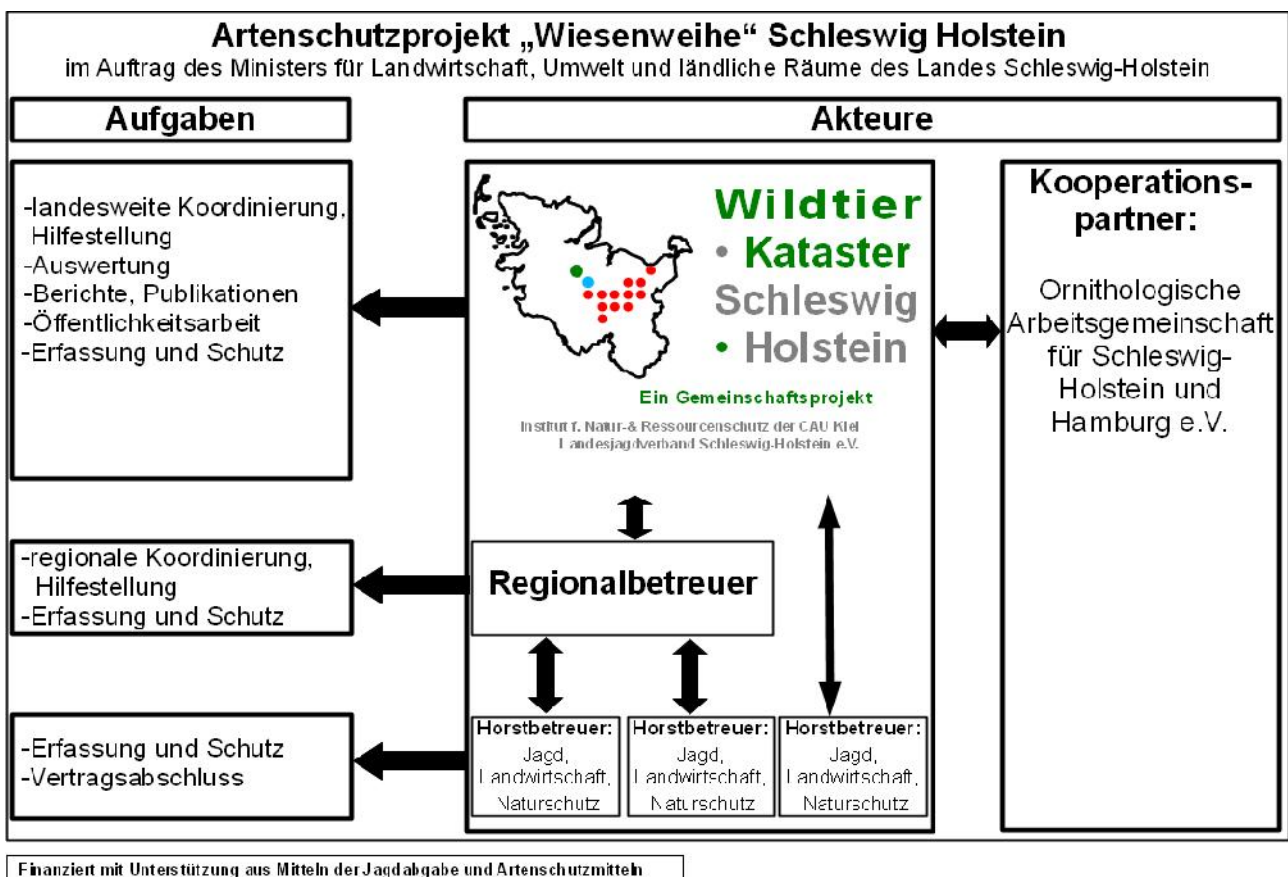 Artenschutzprojekt „Wiesenweihe“ Schleswig Holstein
im Auftrag des Ministers für Landwirtschaft, Umwelt und ländliche Räume des Landes Schleswig-Holstein
Aufgaben
Akteure
-landesweite Koordinierung,
Hilfestellung
-Auswertung
-Berichte, Publikationen
-Öffentlichkeitsarbeit
-Erfassung und Schutz
Wildtier
• Kataster
Schleswig
• Holstein
Ein Gemeinschaftsprojekt
Institut f. Natur-& Ressourcenschutz der CAU Kiel
Landesjagdverband Schleswig-Holstein e.V.
Kooperations-
partner:
Ornithologische
Arbeitsgemeinschaft
für Schleswig-
Holstein und
Hamburg e.V.
-regionale Koordinierung,
Hilfestellung
-Erfassung und Schutz
Regionalbetreuer
-Erfassung und Schutz
-Vertragsabschluss
Horstbetreuer:
Jagd,
Landwirtschaft,
Naturschutz
Horstbetreuer:
Jagd,
Landwirtschaft,
Naturschutz
Horstbetreuer:
Jagd,
Landwirtschaft,
Naturschutz
Finanziert mit Unterstützung aus Mitteln der Jagdabgabe und Artenschutzmitteln